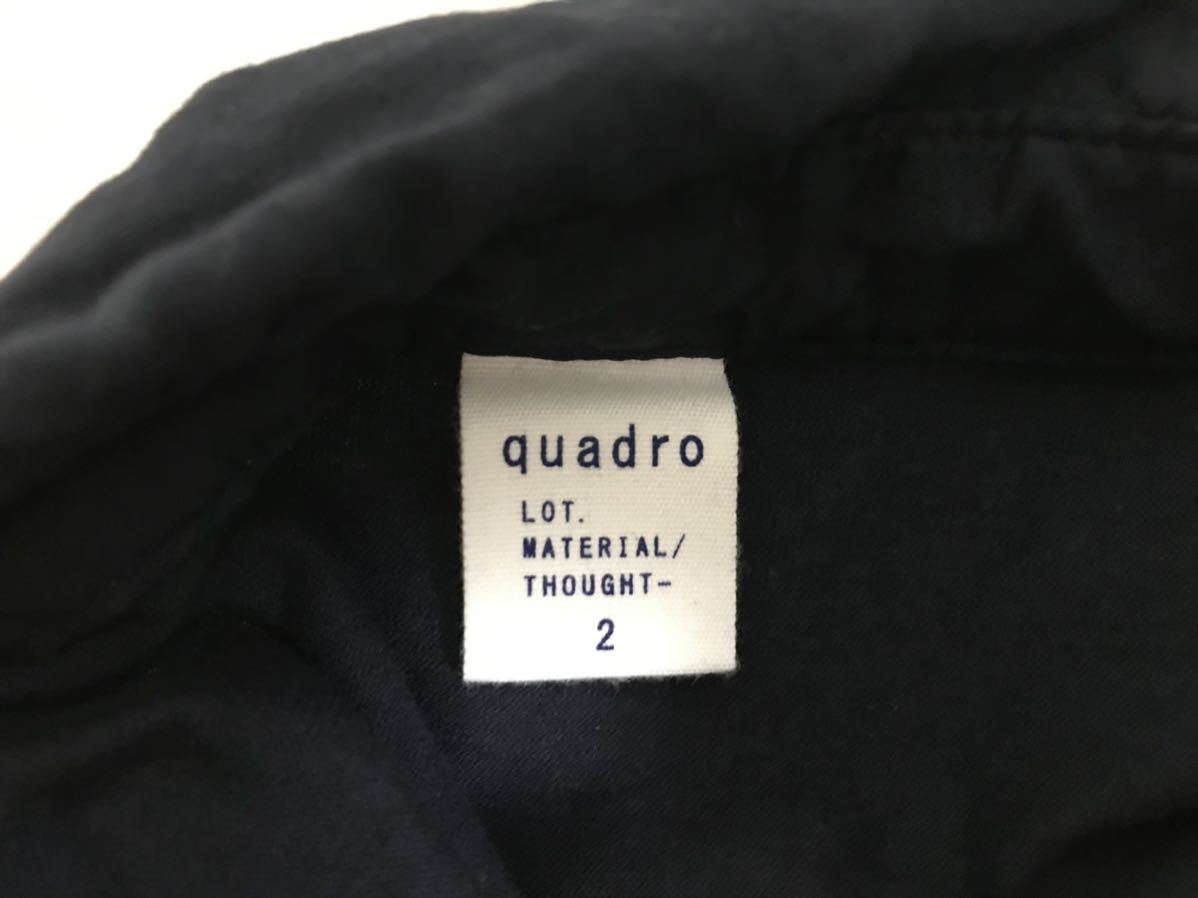 quadro
LOT.
MATERIAL/
THOUGHT-
2